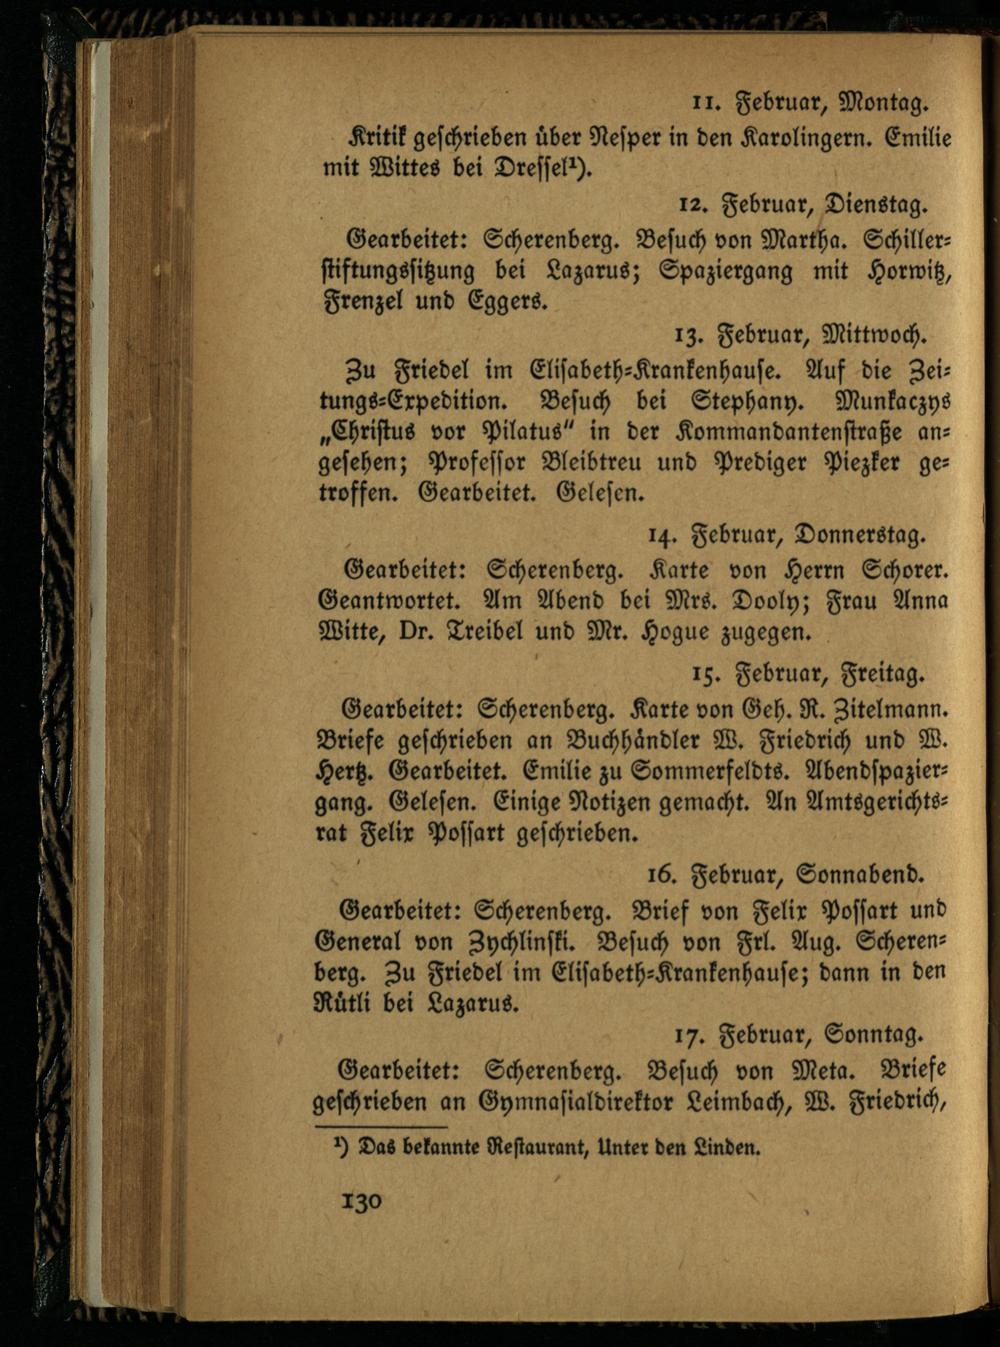 11. Februar, Montag.
Kritik geschrieben über Nesper in den Karolingern. Emilie
mit Wittes bei Dressel¹).
12. Februar, Dienstag.
Gearbeitet: Scherenberg. Besuch von Martha. Schiller-
stiftungssitzung bei Lazarus; Spaziergang mit Horwitz,
Frenzel und Eggers.
13. Februar, Mittwoch.
Zu Friedel im Elisabeth-Krankenhause. Auf die Zei-
tungs-Expedition. Besuch bei Stephany. Munkaczys
„Christus vor Pilatus“ in der Kommandantenstraße an-
gesehen; Professor Bleibtreu und Prediger Piezker ge-
troffen. Gearbeitet. Gelesen.
14. Februar, Donnerstag.
Gearbeitet: Scherenberg. Karte von Herrn Schorer.
Geantwortet. Am Abend bei Mrs. Dooly; Frau Anna
Witte, Dr. Treibel und Mr. Hogue zugegen.
15. Februar, Freitag.
Gearbeitet: Scherenberg. Karte von Geh. R. Zitelmann.
Briefe geschrieben an Buchhändler W. Friedrich und W.
Hertz. Gearbeitet. Emilie zu Sommerfeldts. Abendspazier-
gang. Gelesen. Einige Notizen gemacht. An Amtsgerichts-
rat Felix Possart geschrieben.
16. Februar, Sonnabend.
Gearbeitet: Scherenberg. Brief von Felix Possart und
General von Zychlinski. Besuch von Frl. Aug. Scheren-
berg. Zu Friedel im Elisabeth-Krankenhause; dann in den
Rütli bei Lazarus.
17. Februar, Sonntag.
Gearbeitet: Scherenberg. Besuch von Meta. Briefe
geschrieben an Gymnasialdirektor Leimbach, W. Friedrich,
¹) Das bekannte Restaurant, Unter den Linden.
130